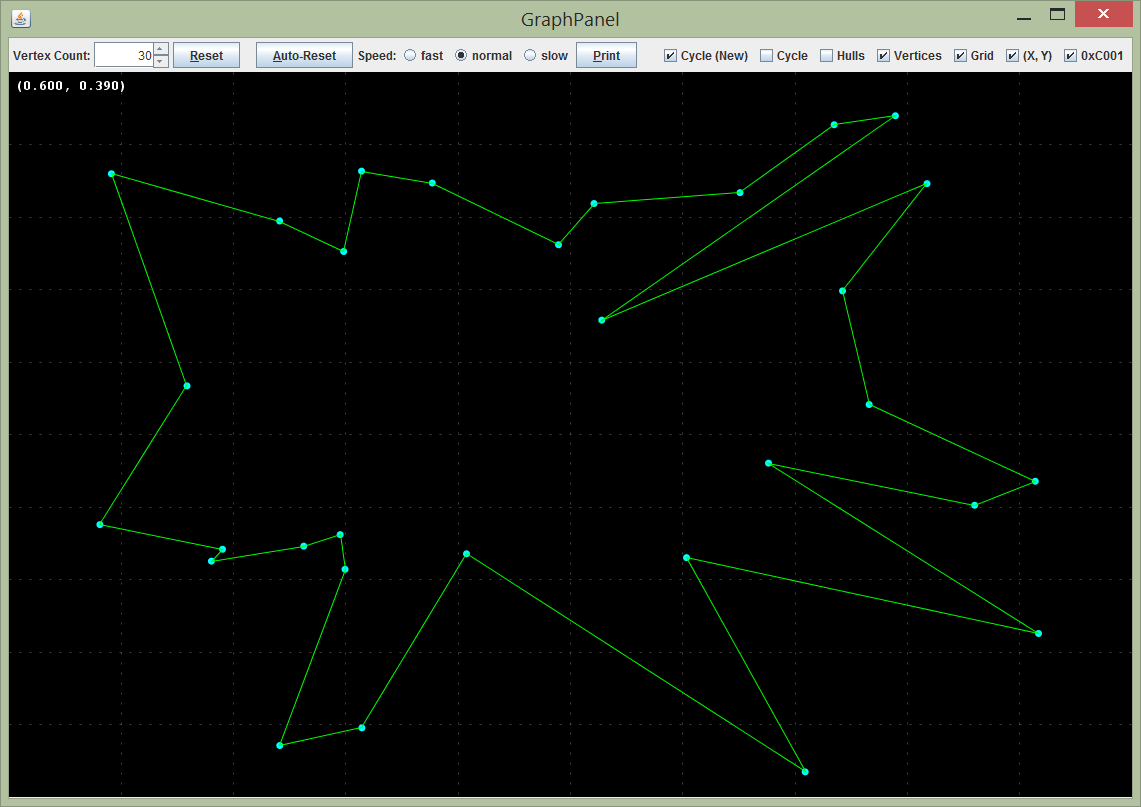 GraphPanel
Vertex Count: 30 Reset Auto-Reset Speed: fast normal slow Print Cycle (New) Cycle Hulls Vertices Grid (X, Y) 0xC001
(0.600, 0.390)